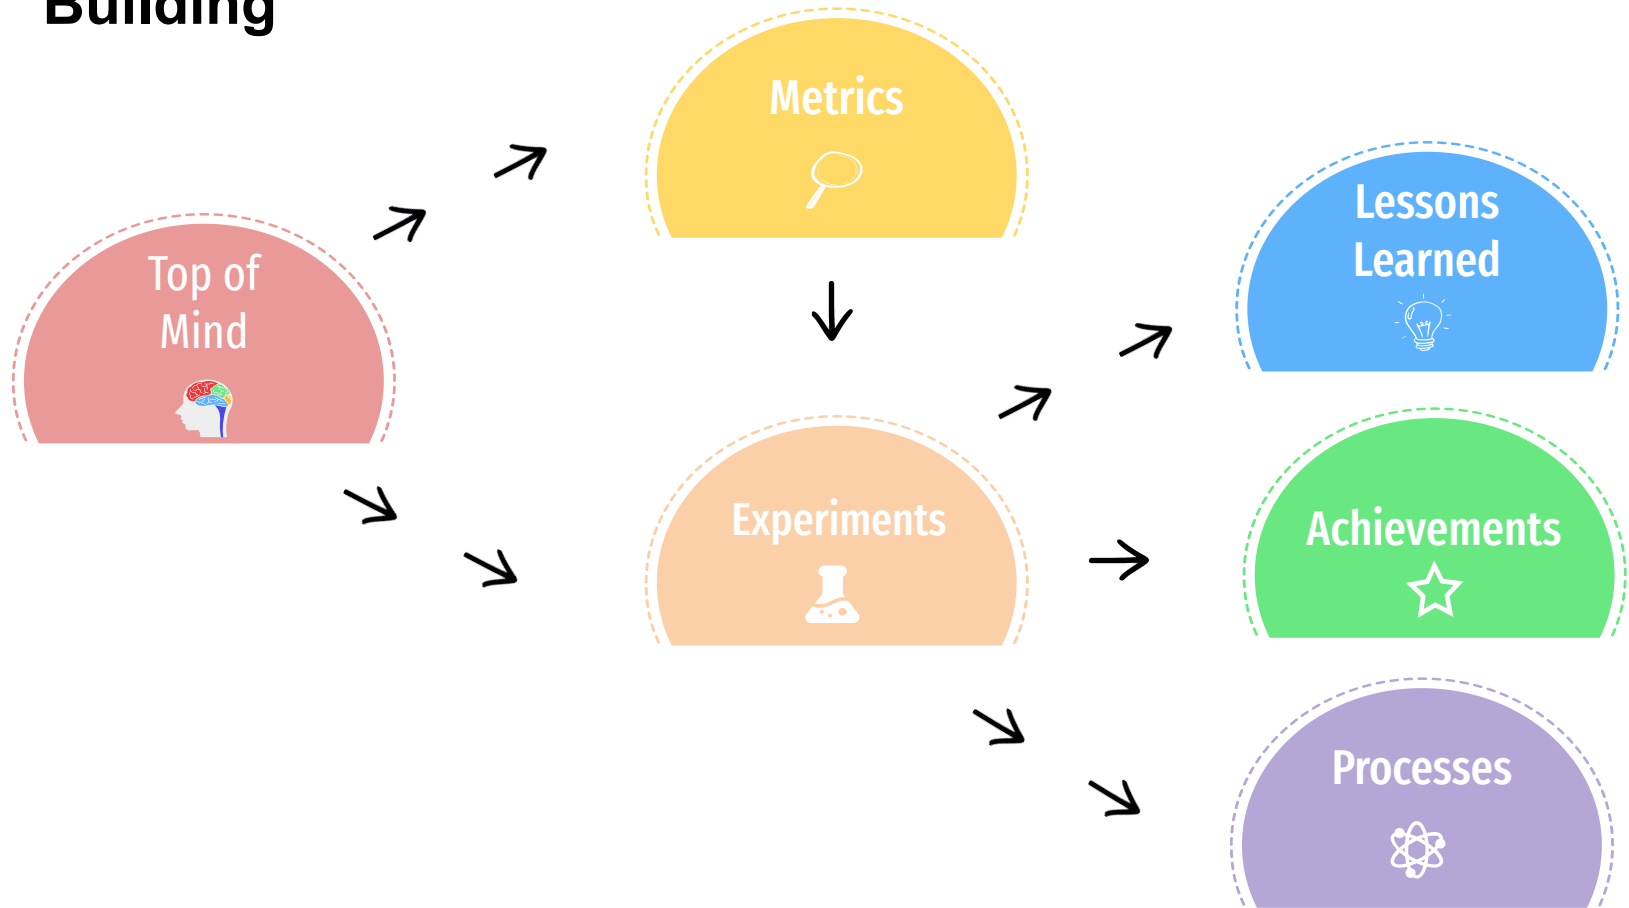 Building
Top of
Mind
Metrics
Experiments
Lessons
Learned
Achievements
Processes